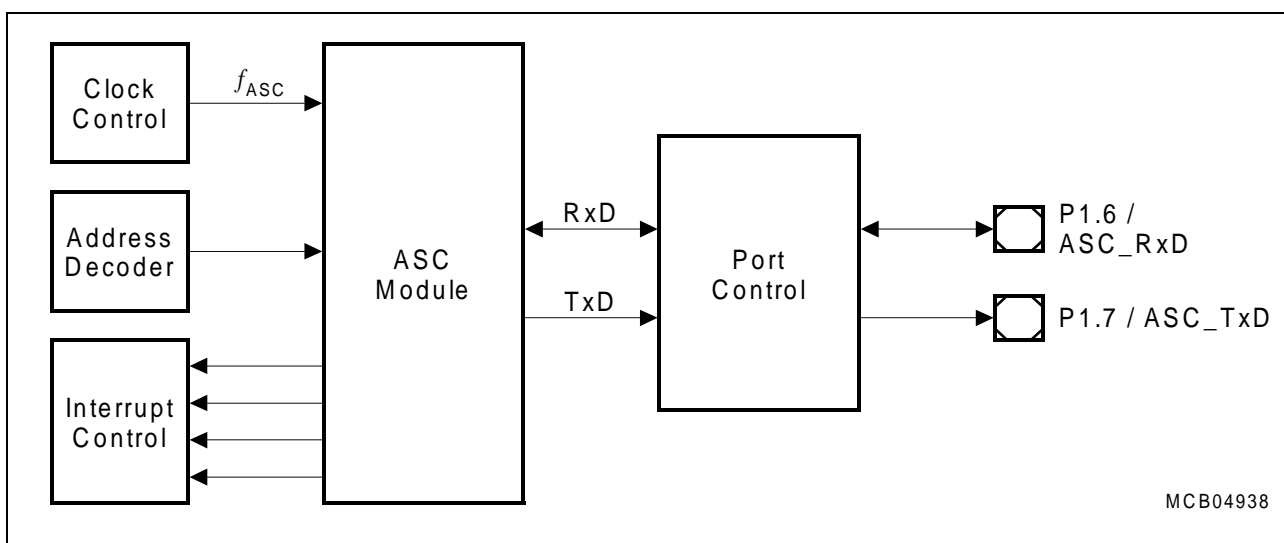 Clock
Control
fASC
Address
Decoder
Interrupt
Control
ASC
Module
RxD
TxD
Port
Control
P1.6 /
ASC_RxD
P1.7 / ASC_TxD
MCB04938